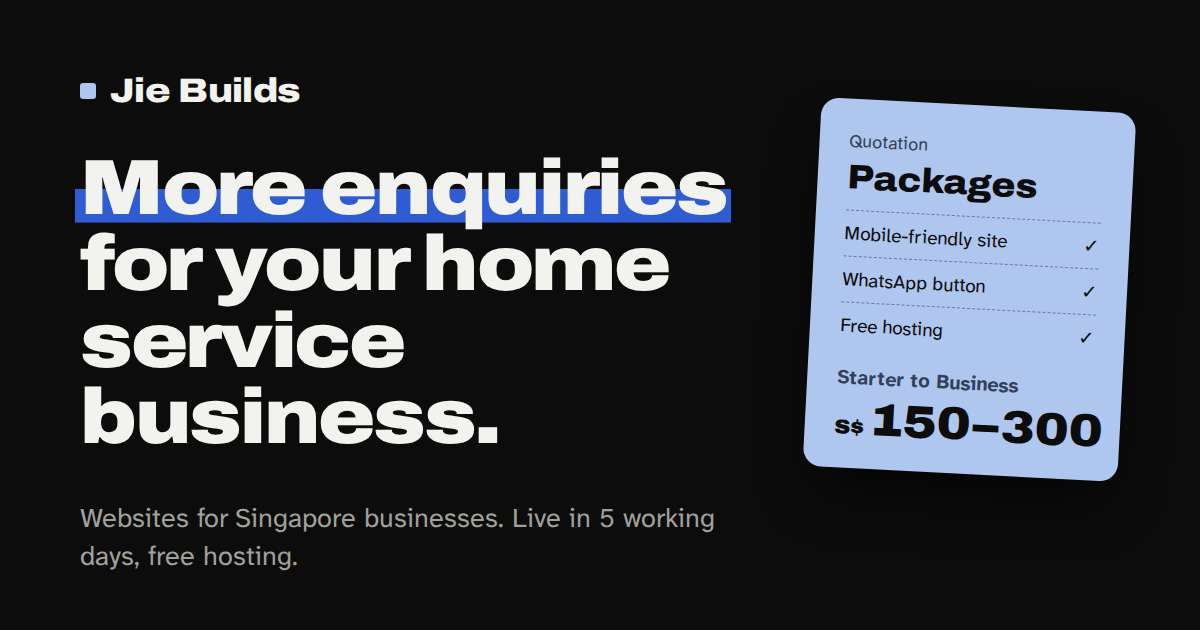 Jie Builds
More enquiries
for your home
service
business.
Websites for Singapore businesses. Live in 5 working
days, free hosting.
Quotation
Packages
Mobile-friendly site ✓
WhatsApp button ✓
Free hosting ✓
Starter to Business
S$ 150–300